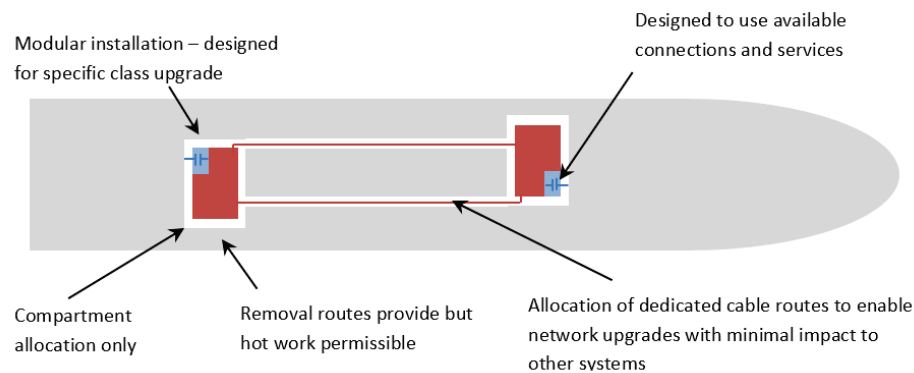 Designed to use available
connections and services
Modular installation – designed
for specific class upgrade
Compartment
allocation only
Removal routes provide but
hot work permissible
Allocation of dedicated cable routes to enable
network upgrades with minimal impact to
other systems